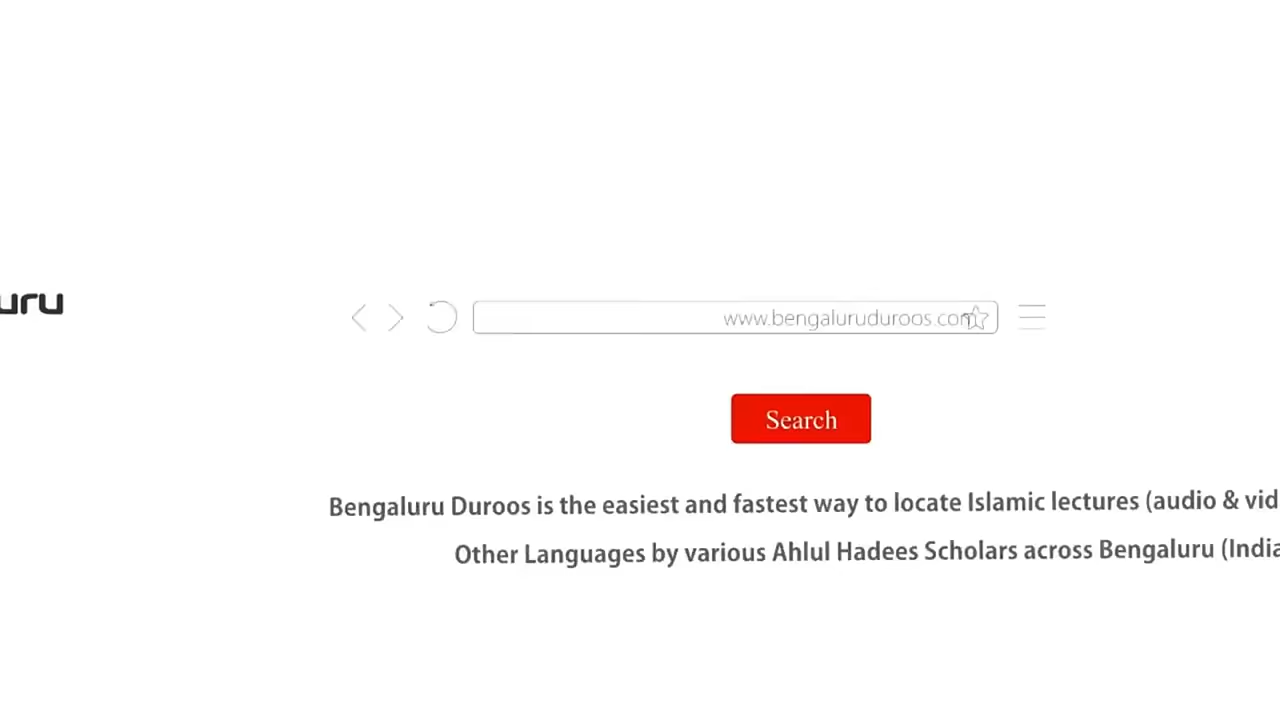 uru
www.bengaluruduroos.com
Search
Bengaluru Duroos is the easiest and fastest way to locate Islamic lectures (audio & vid
Other Languages by various Ahlul Hadees Scholars across Bengaluru (India